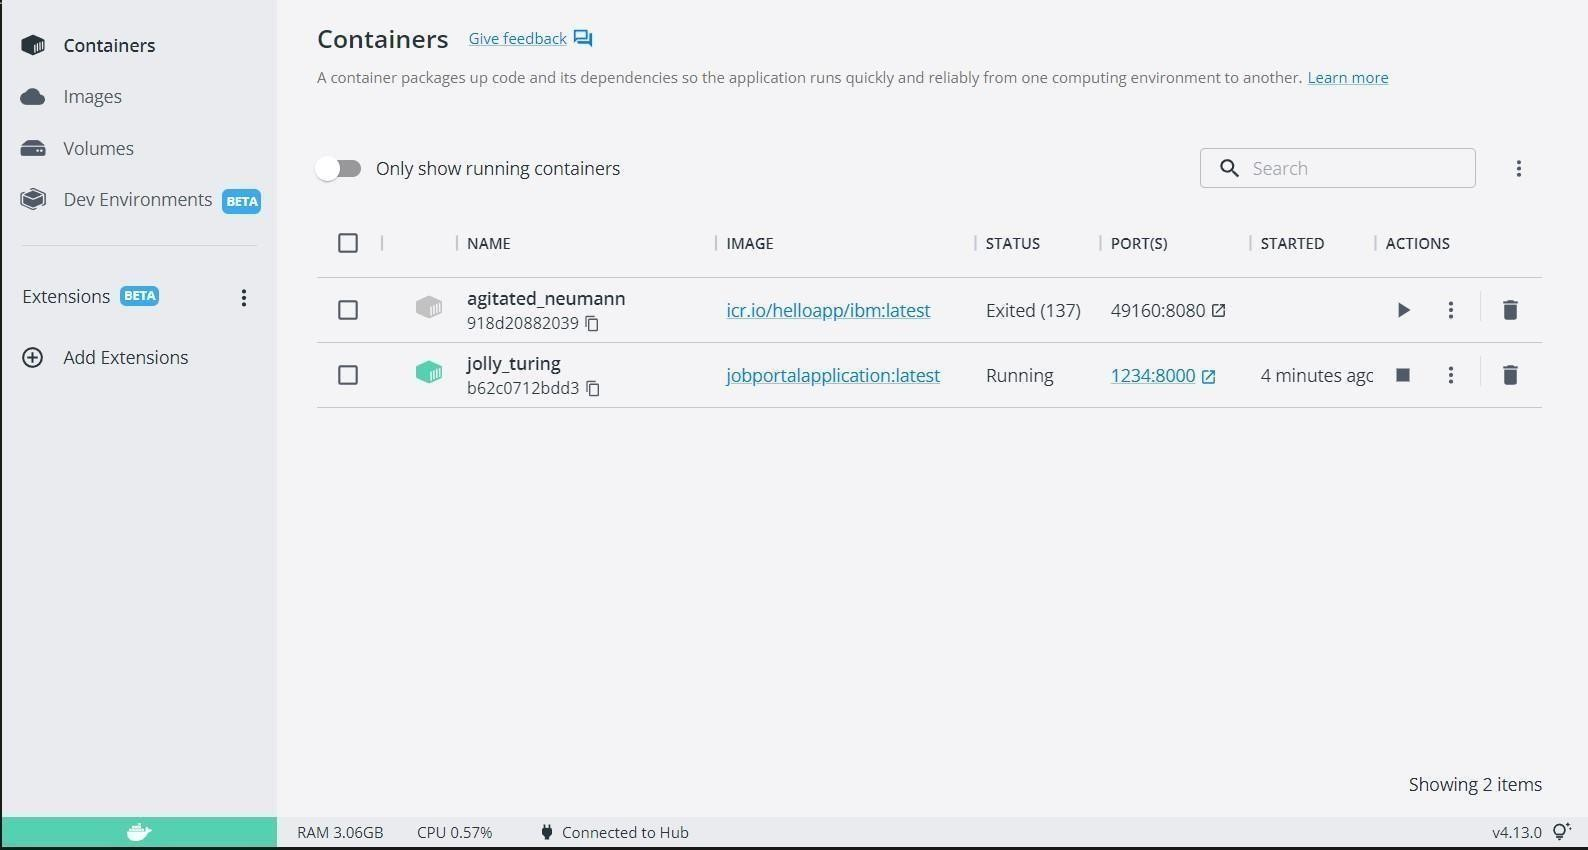 Containers
Images
Volumes
Dev Environments BETA
Extensions BETA
Add Extensions
Containers Give feedback
A container packages up code and its dependencies so the application runs quickly and reliably from one computing environment to another. Learn more
Only show running containers
Search
NAME IMAGE STATUS PORT(S) STARTED ACTIONS
agitated_neumann
918d20882039
icr.io/helloapp/ibm:latest Exited (137) 49160:8080
jolly_turing
b62c0712bdd3
jobportalapplication:latest Running 1234:8000 4 minutes agc
Showing 2 items
RAM 3.06GB CPU 0.57% Connected to Hub v4.13.0